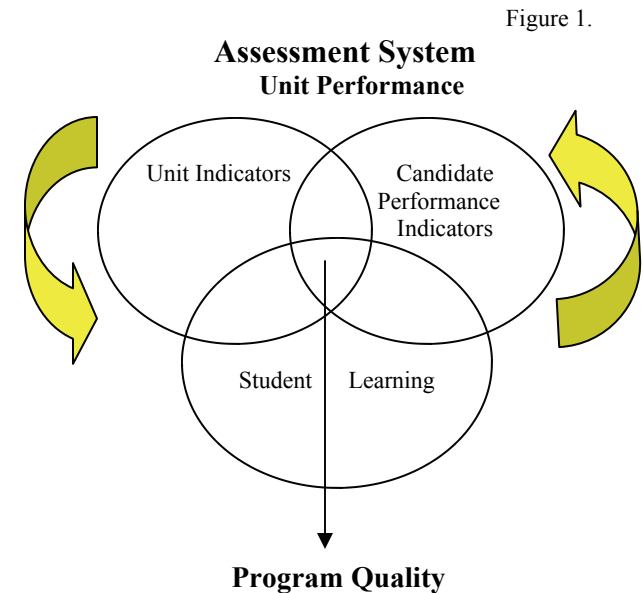 Figure 1.
Assessment System
Unit Performance
Unit Indicators
Candidate
Performance
Indicators
Student Learning
Program Quality